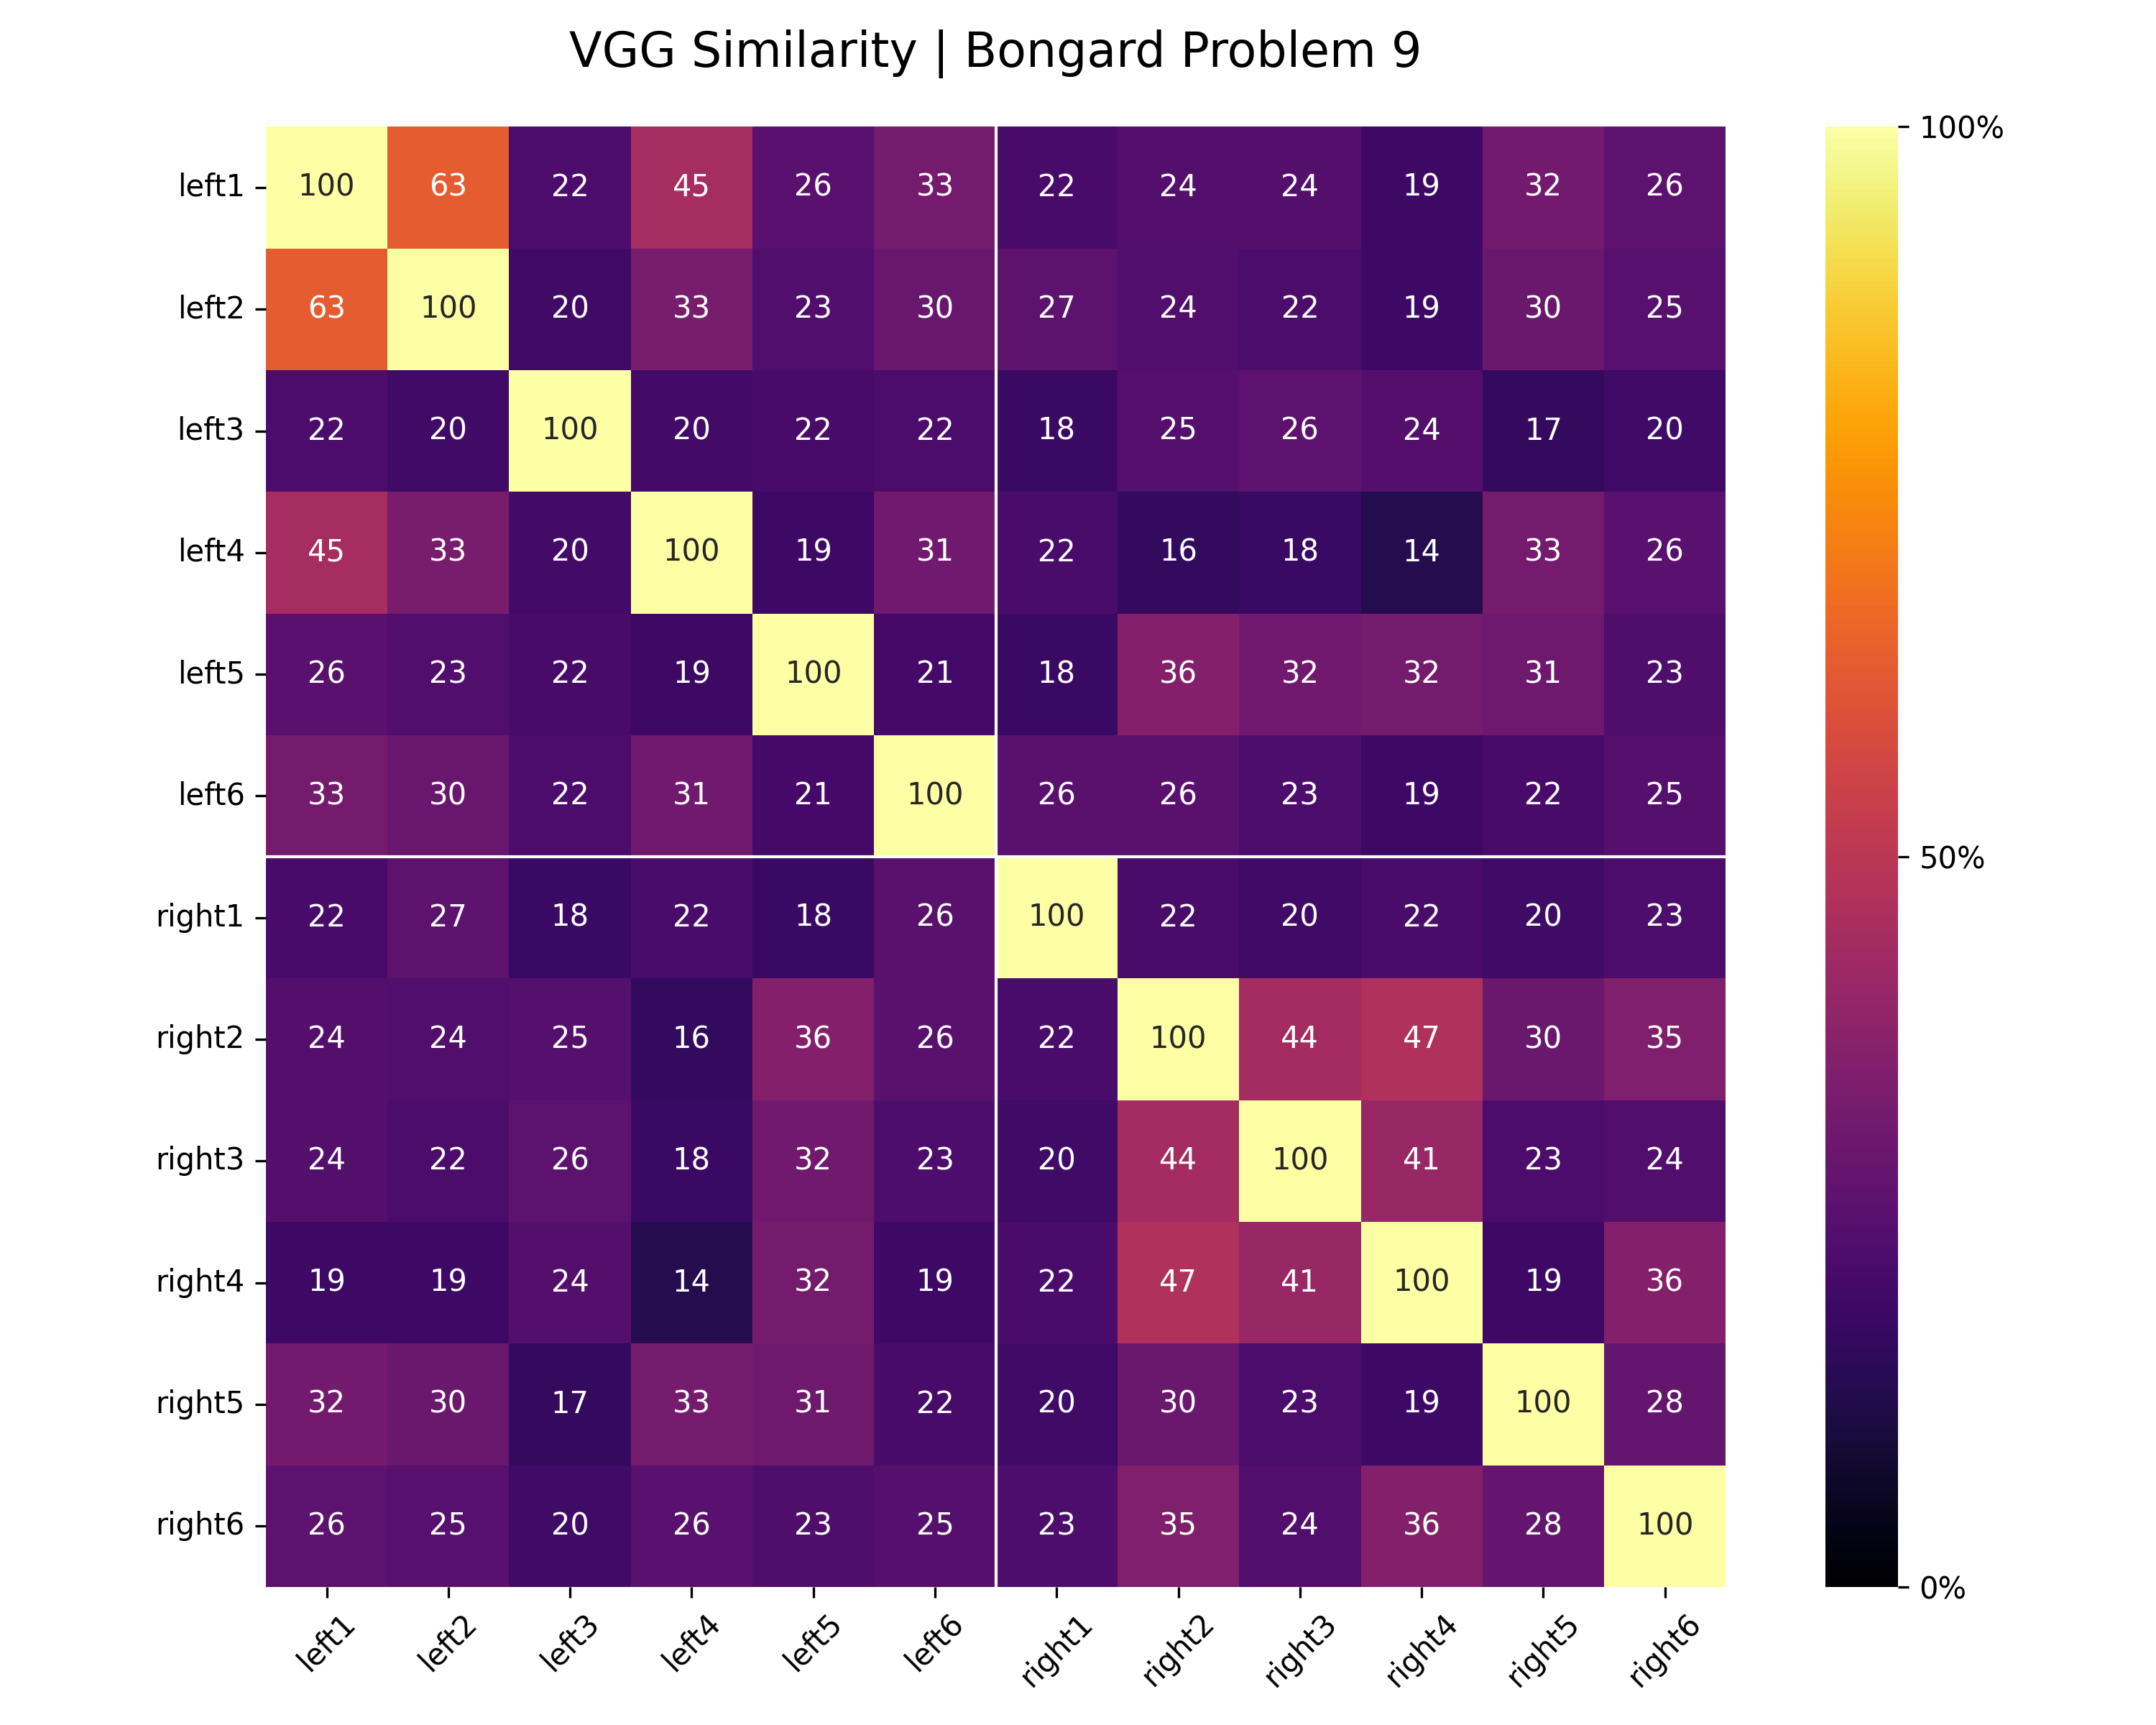 VGG Similarity | Bongard Problem 9
left1 100 63 22 45 26 33 22 24 24 19 32 26
left2 63 100 20 33 23 30 27 24 22 19 30 25
left3 22 20 100 20 22 22 18 25 26 24 17 20
left4 45 33 20 100 19 31 22 16 18 14 33 26
left5 26 23 22 19 100 21 18 36 32 32 31 23
left6 33 30 22 31 21 100 26 26 23 19 22 25
right1 22 27 18 22 18 26 100 22 20 22 20 23
right2 24 24 25 16 36 26 22 100 44 47 30 35
right3 24 22 26 18 32 23 20 44 100 41 23 24
right4 19 19 24 14 32 19 22 47 41 100 19 36
right5 32 30 17 33 31 22 20 30 23 19 100 28
right6 26 25 20 26 23 25 23 35 24 36 28 100
left1 left2 left3 left4 left5 left6 right1 right2 right3 right4 right5 right6
100%
50%
0%